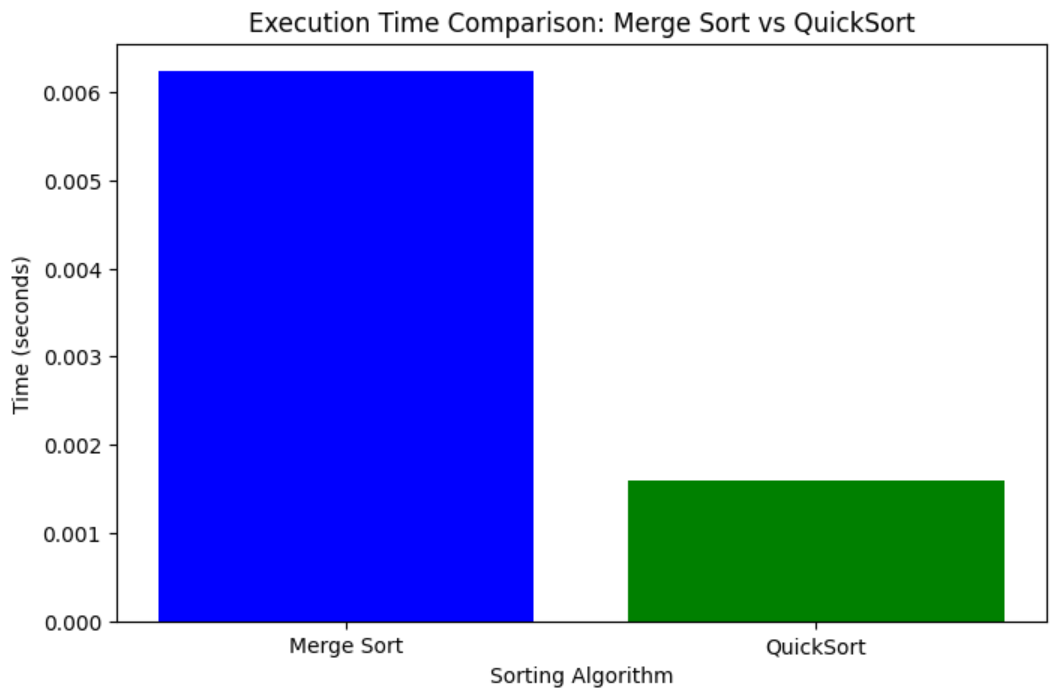 Execution Time Comparison: Merge Sort vs QuickSort
0.006
0.005
0.004
0.003
0.002
0.001
0.000
Time (seconds)
Merge Sort
QuickSort
Sorting Algorithm